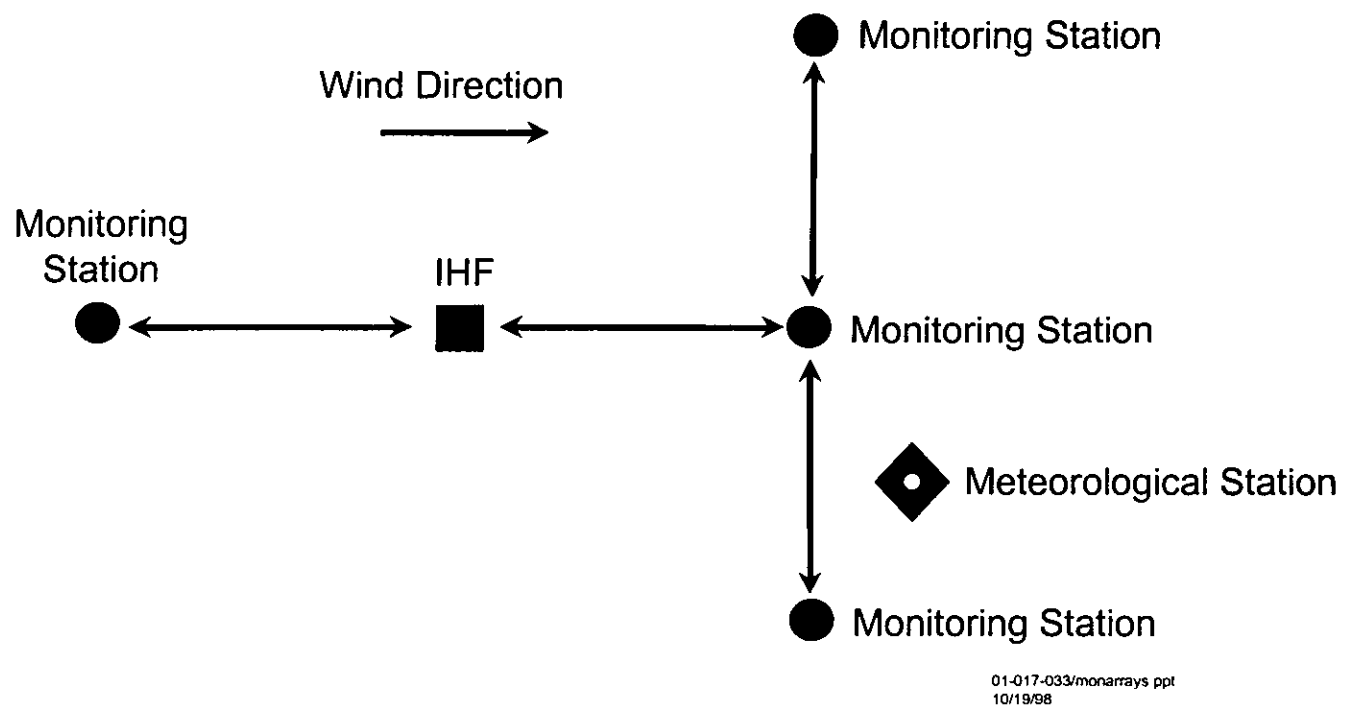 Monitoring Station
Wind Direction
Monitoring
Station
IHF
Monitoring Station
Meteorological Station
Monitoring Station
01-017-033/monarrays ppt
10/19/98